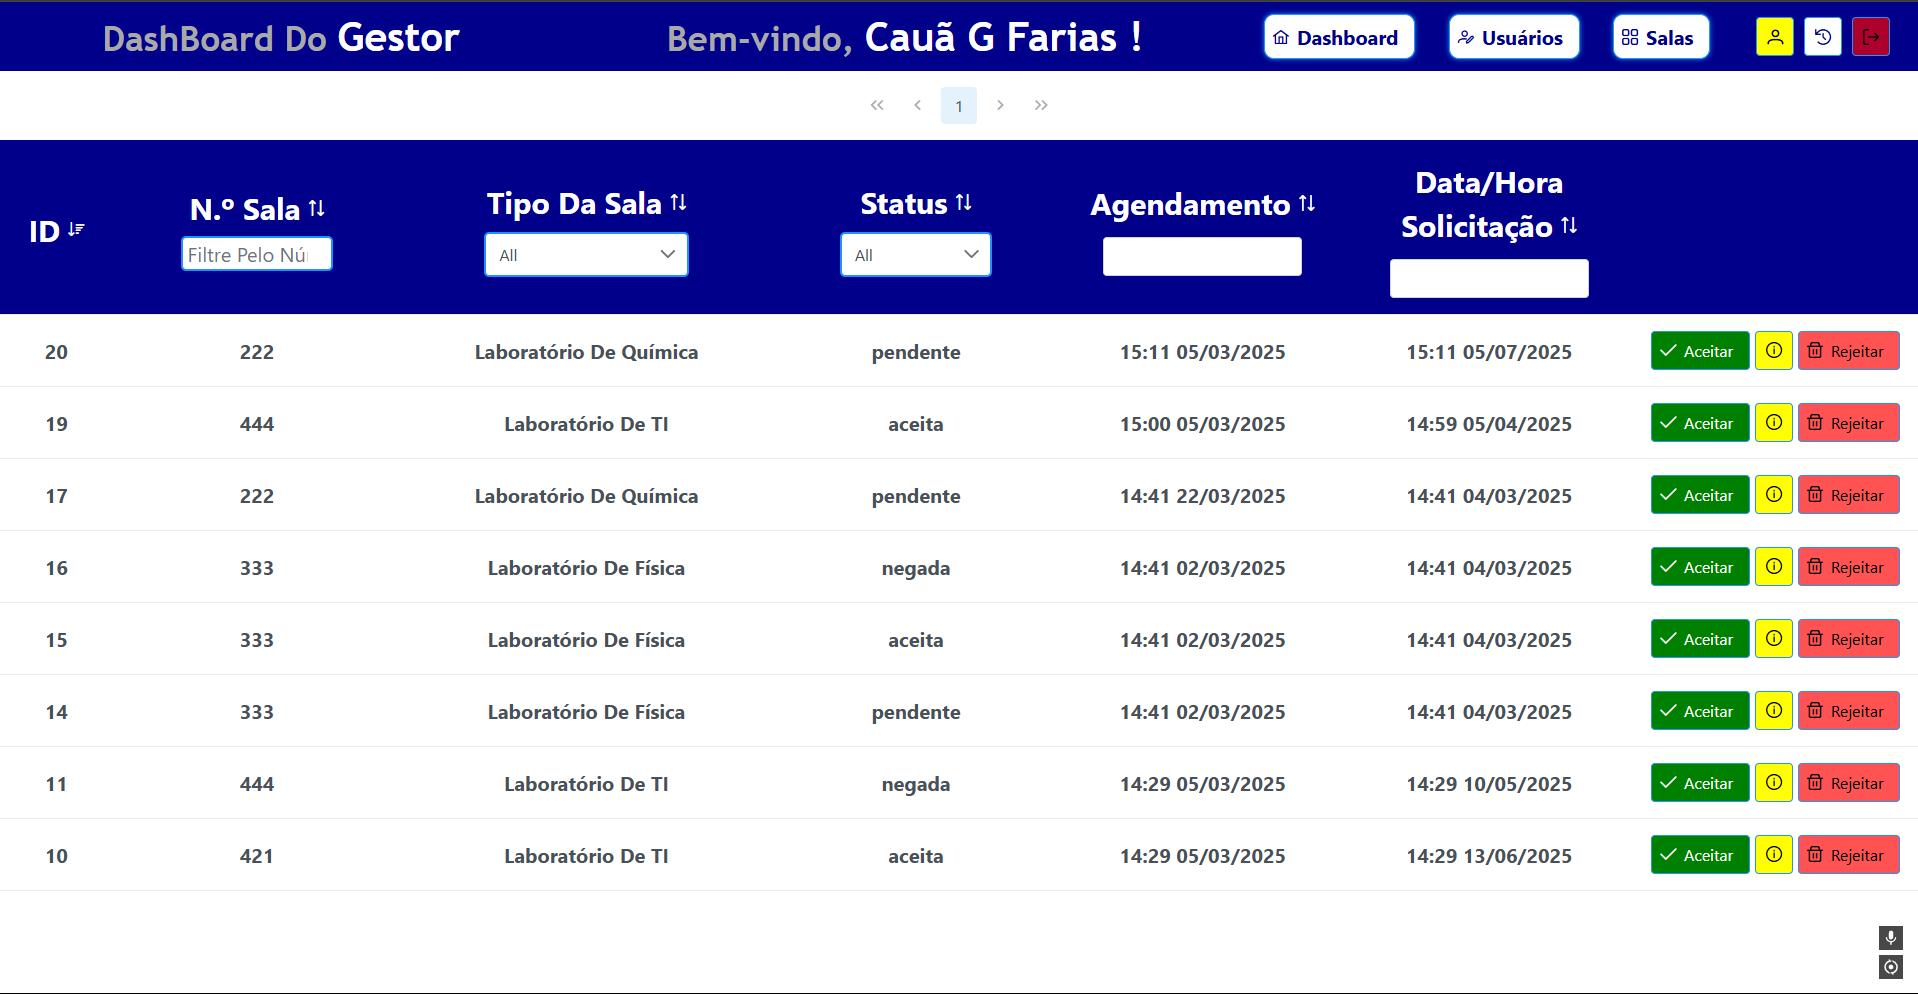 DashBoard Do Gestor
Bem-vindo, Cauã G Farias !
Dashboard
Usuários
Salas
1
ID
N.º Sala
Filtre Pelo Nú
Tipo Da Sala
All
Status
All
Agendamento
Data/Hora
Solicitação
20 222 Laboratório De Química pendente 15:11 05/03/2025 15:11 05/07/2025 Aceitar Rejeitar
19 444 Laboratório De TI aceita 15:00 05/03/2025 14:59 05/04/2025 Aceitar Rejeitar
17 222 Laboratório De Química pendente 14:41 22/03/2025 14:41 04/03/2025 Aceitar Rejeitar
16 333 Laboratório De Física negada 14:41 02/03/2025 14:41 04/03/2025 Aceitar Rejeitar
15 333 Laboratório De Física aceita 14:41 02/03/2025 14:41 04/03/2025 Aceitar Rejeitar
14 333 Laboratório De Física pendente 14:41 02/03/2025 14:41 04/03/2025 Aceitar Rejeitar
11 444 Laboratório De TI negada 14:29 05/03/2025 14:29 10/05/2025 Aceitar Rejeitar
10 421 Laboratório De TI aceita 14:29 05/03/2025 14:29 13/06/2025 Aceitar Rejeitar